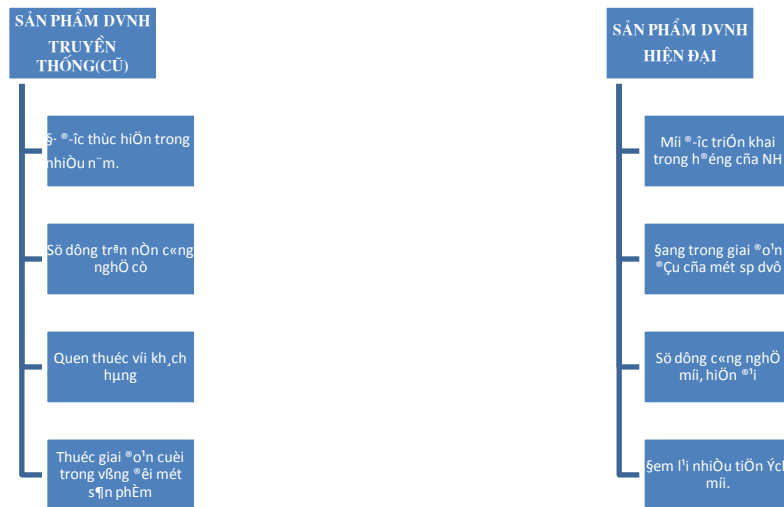 SẢN PHẨM DVNH
TRUYỀN
THỐNG(CŨ)
§· ®-îc thùc hiÖn trong
nhiÒu n¨m.
Sö dông trªn nÒn c«ng
nghÖ cò
Quen thuéc víi kh¸ch
hµng
Thuéc giai ®o¹n cuèi
trong vßng ®êi mét
s¶n phÈm
SẢN PHẨM DVNH
HIỆN ĐẠI
Míi ®-îc triÓn khai
trong h®éng cña NH
§ang trong giai ®o¹n
®Çu cña mét sp dvô
Sö dông c«ng nghÖ
míi, hiÖn ®¹i
§em l¹i nhiÒu tiÖn Ých
míi.